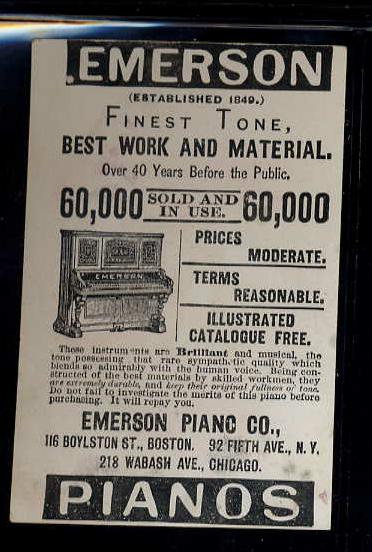 EMERSON
(ESTABLISHED 1849.)
FINEST TONE,
BEST WORK AND MATERIAL.
Over 40 Years Before the Public.
60,000 SOLD AND IN USE. 60,000
EMERSON
PRICES
MODERATE.
TERMS
REASONABLE.
ILLUSTRATED
CATALOGUE FREE.
These instruments are Brilliant and musical, the
tone possessing that rare sympathetic quality which
blends so admirably with the human voice. Being con-
structed of the best materials by skilled workmen, they
are extremely durable, and keep their original fullness of tone.
Do not fail to investigate the merits of this piano before
purchasing. It will repay you.
EMERSON PIANO CO.,
116 BOYLSTON ST., BOSTON. 92 FIFTH AVE., N. Y.
218 WABASH AVE., CHICAGO.
PIANOS